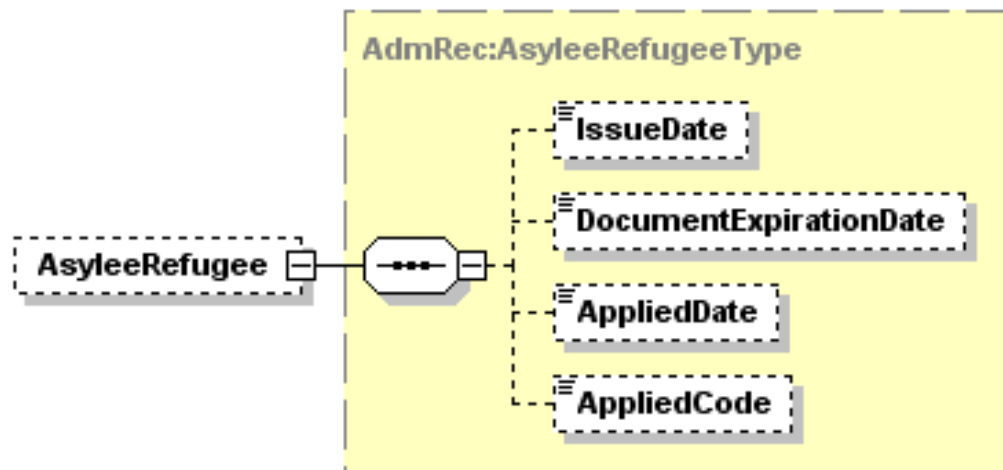 AdmRec:AsyleeRefugeeType
IssueDate
DocumentExpirationDate
AsyleeRefugee
AppliedDate
AppliedCode